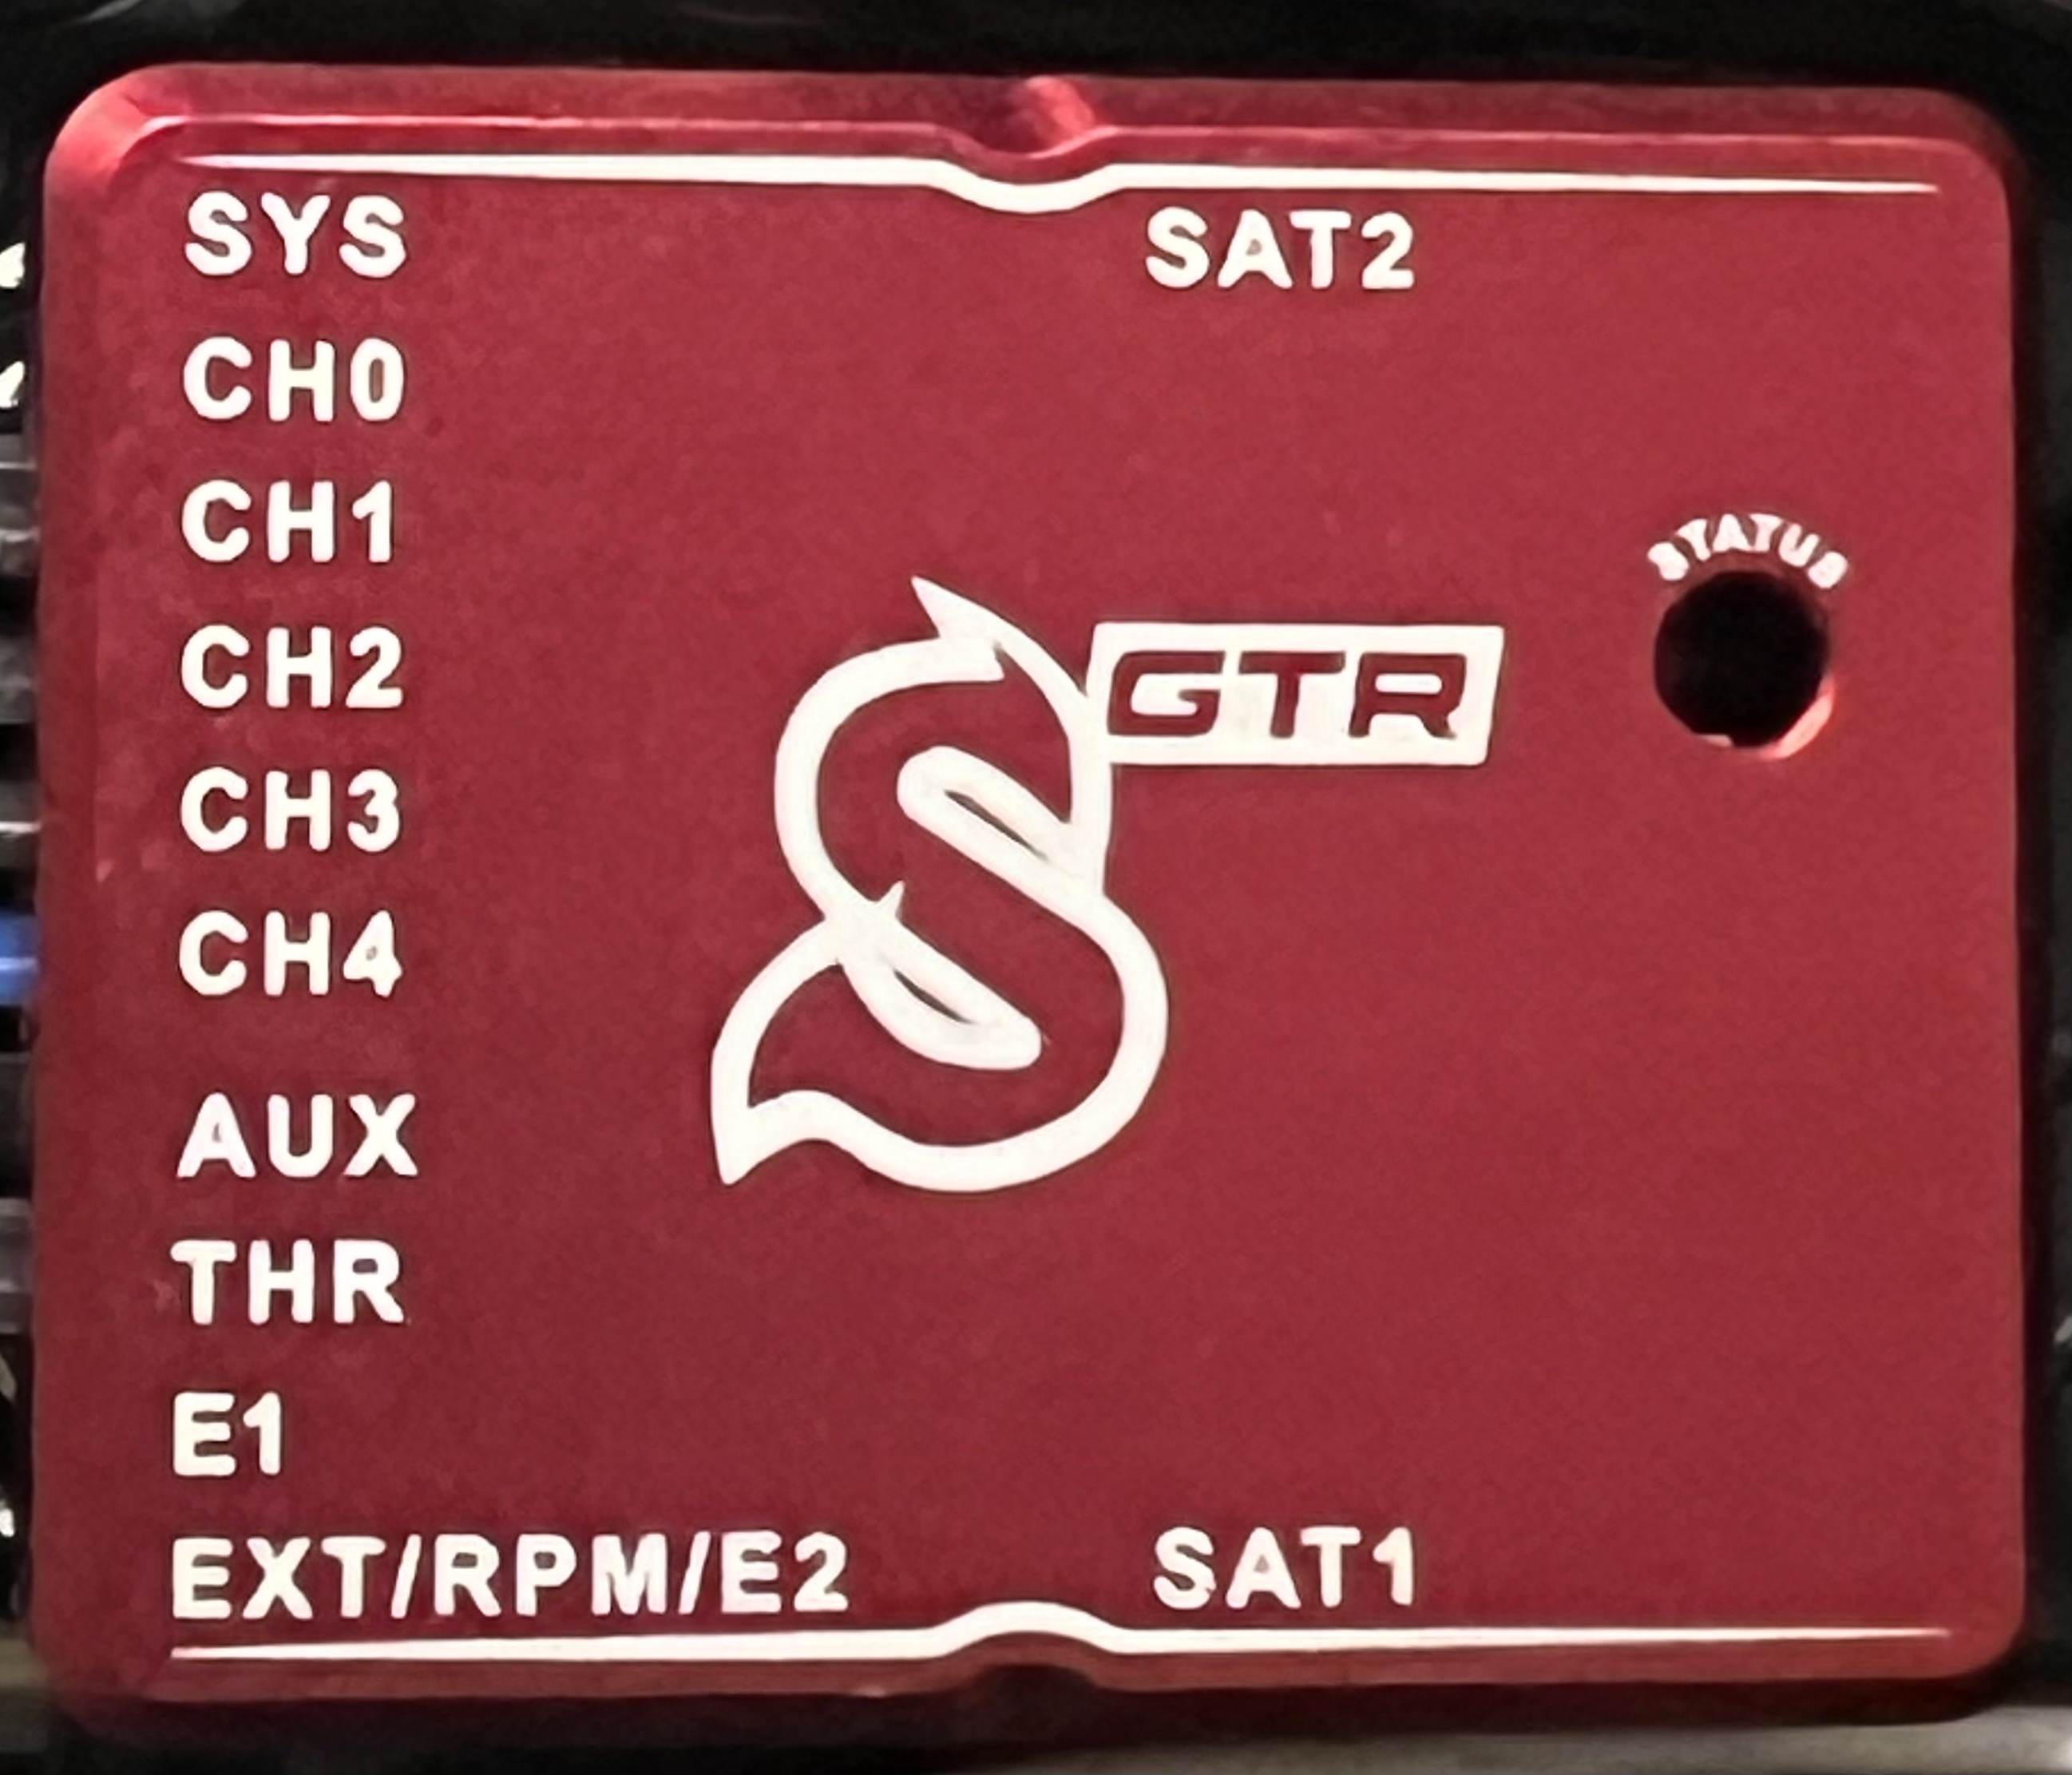 SYS
SAT2
CH0
CH1
STATUS
CH2
GTR
CH3
CH4
AUX
THR
E1
EXT/RPM/E2
SAT1